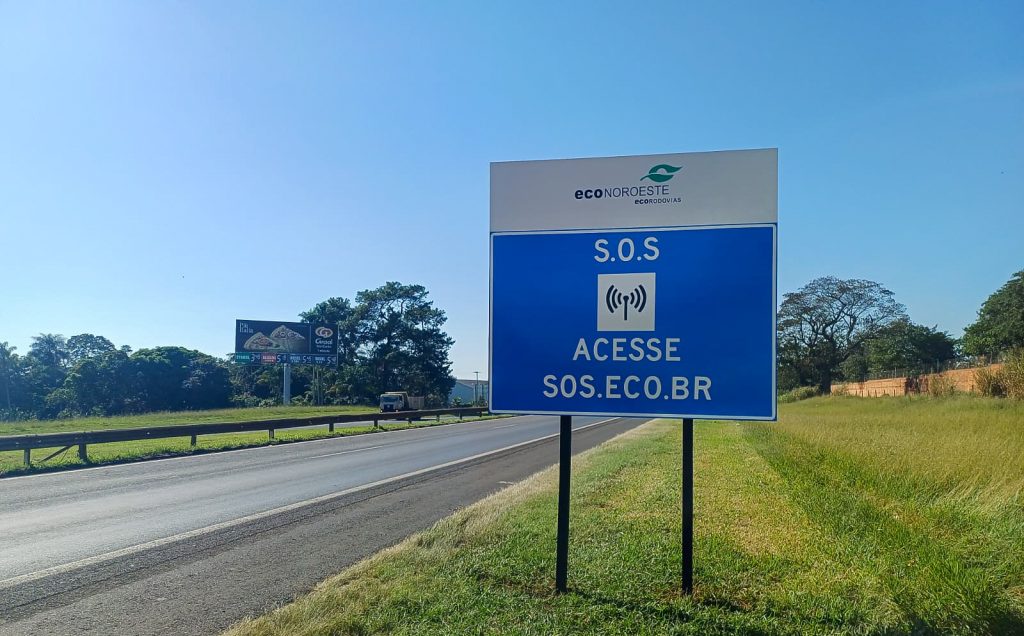 ecoNOROESTE
ecoRODOVIAS
S.O.S
ACESSE
SOS.ECO.BR